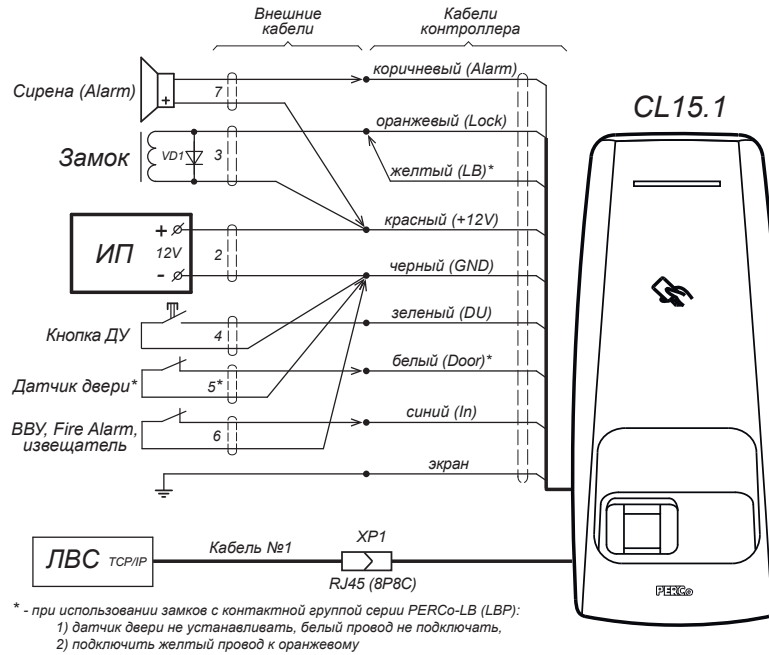 Внешние кабели
Кабели контроллера
Сирена (Alarm)
+
7
коричневый (Alarm)
CL15.1
Замок
VD1
3
оранжевый (Lock)
желтый (LB)*
ИП
+
12V
-
2
красный (+12V)
черный (GND)
Кнопка ДУ
4
зеленый (DU)
Датчик двери*
5*
белый (Door)*
ВВУ, Fire Alarm,
извещатель
6
синий (In)
экран
ЛВС TCP/IP
Кабель №1
XP1
RJ45 (8P8C)
PERCo
* - при использовании замков с контактной группой серии PERCo-LB (LBP):
1) датчик двери не устанавливать, белый провод не подключать,
2) подключить желтый провод к оранжевому